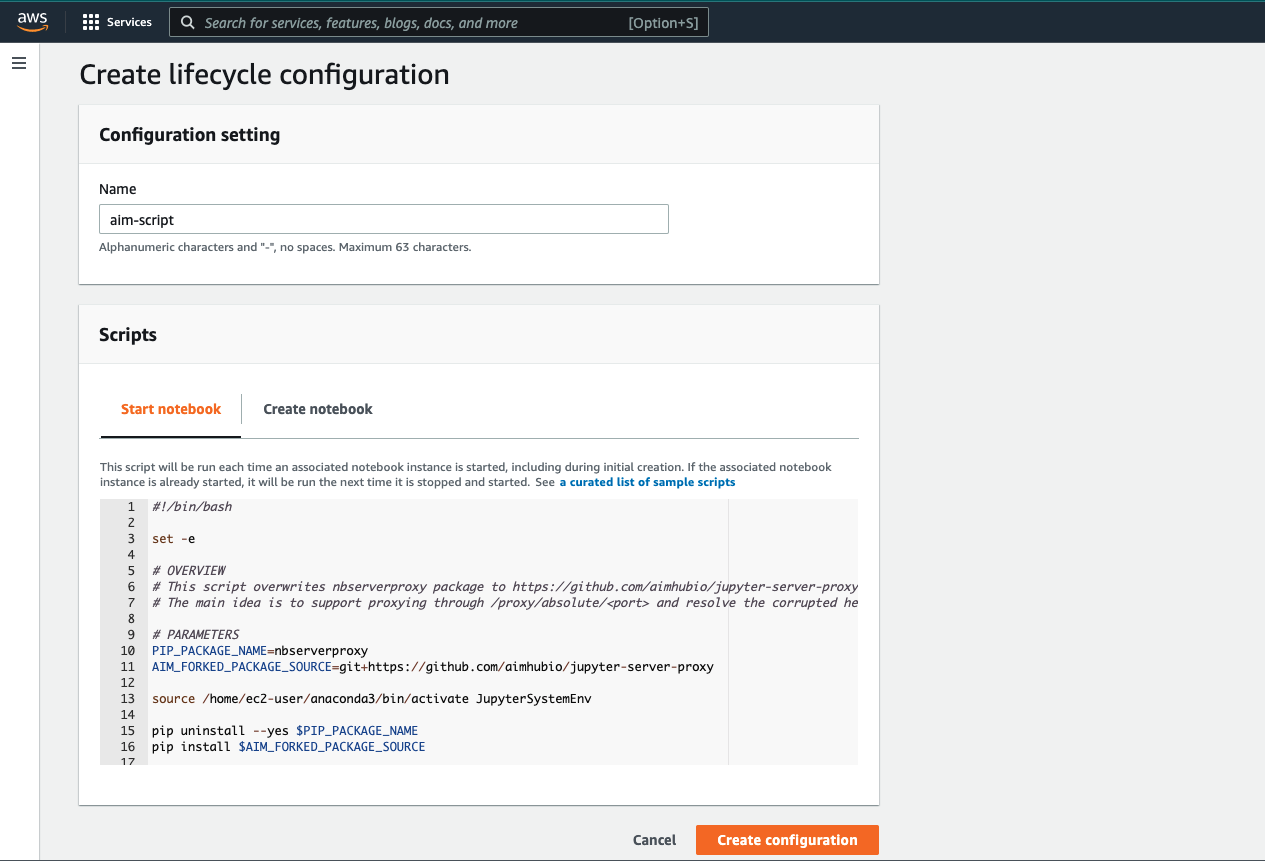 aws
Services
Search for services, features, blogs, docs, and more [Option+S]
Create lifecycle configuration
Configuration setting
Name
aim-script
Alphanumeric characters and "-", no spaces. Maximum 63 characters.
Scripts
Start notebook Create notebook
This script will be run each time an associated notebook instance is started, including during initial creation. If the associated notebook
instance is already started, it will be run the next time it is stopped and started. See a curated list of sample scripts
1 #!/bin/bash
2
3 set -e
4
5 # OVERVIEW
6 # This script overwrites nbserverproxy package to https://github.com/aimhubio/jupyter-server-proxy
7 # The main idea is to support proxying through /proxy/absolute/<port> and resolve the corrupted he
8
9 # PARAMETERS
10 PIP_PACKAGE_NAME=nbserverproxy
11 AIM_FORKED_PACKAGE_SOURCE=git+https://github.com/aimhubio/jupyter-server-proxy
12
13 source /home/ec2-user/anaconda3/bin/activate JupyterSystemEnv
14
15 pip uninstall --yes $PIP_PACKAGE_NAME
16 pip install $AIM_FORKED_PACKAGE_SOURCE
17
Cancel Create configuration